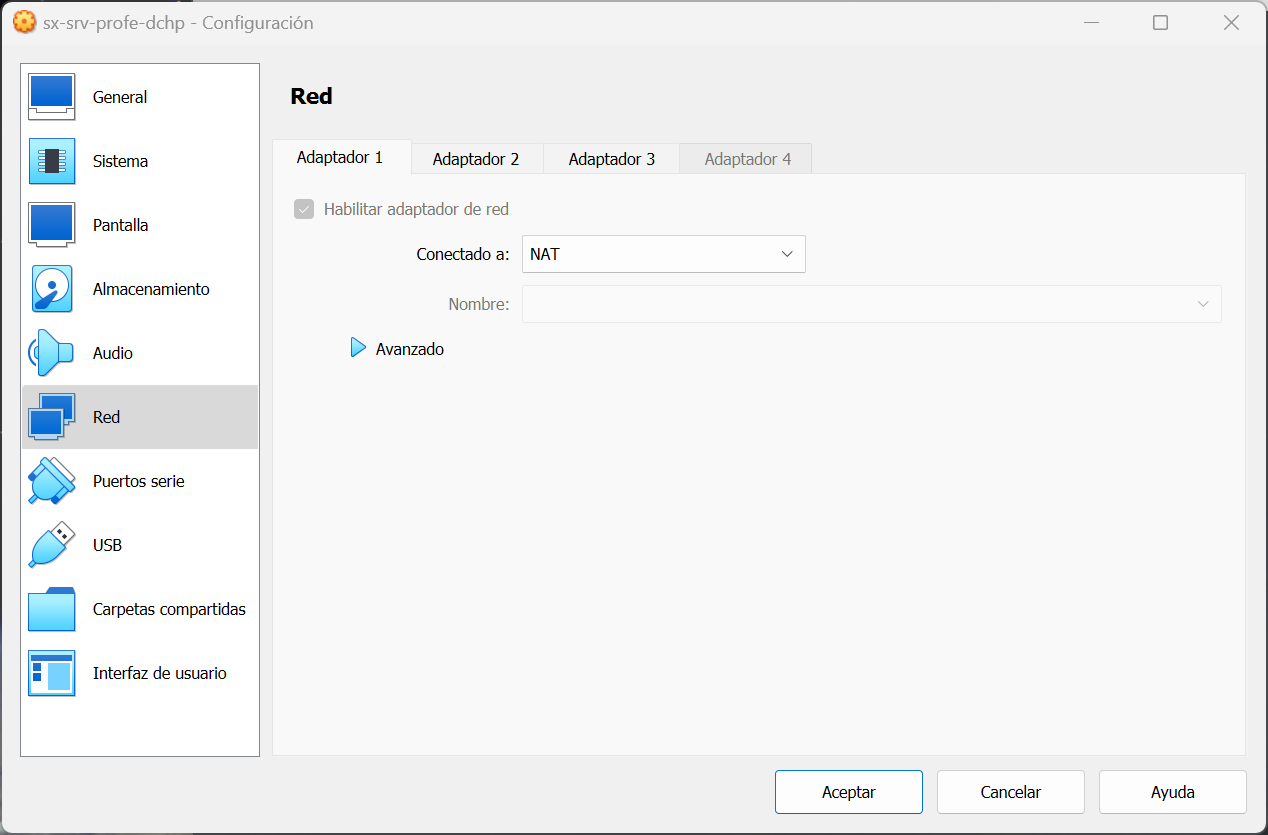 sx-srv-profe-dchp - Configuración
General
Sistema
Pantalla
Almacenamiento
Audio
Red
Puertos serie
USB
Carpetas compartidas
Interfaz de usuario
Red
Adaptador 1 Adaptador 2 Adaptador 3 Adaptador 4
Habilitar adaptador de red
Conectado a: NAT
Nombre:
Avanzado
Aceptar Cancelar Ayuda